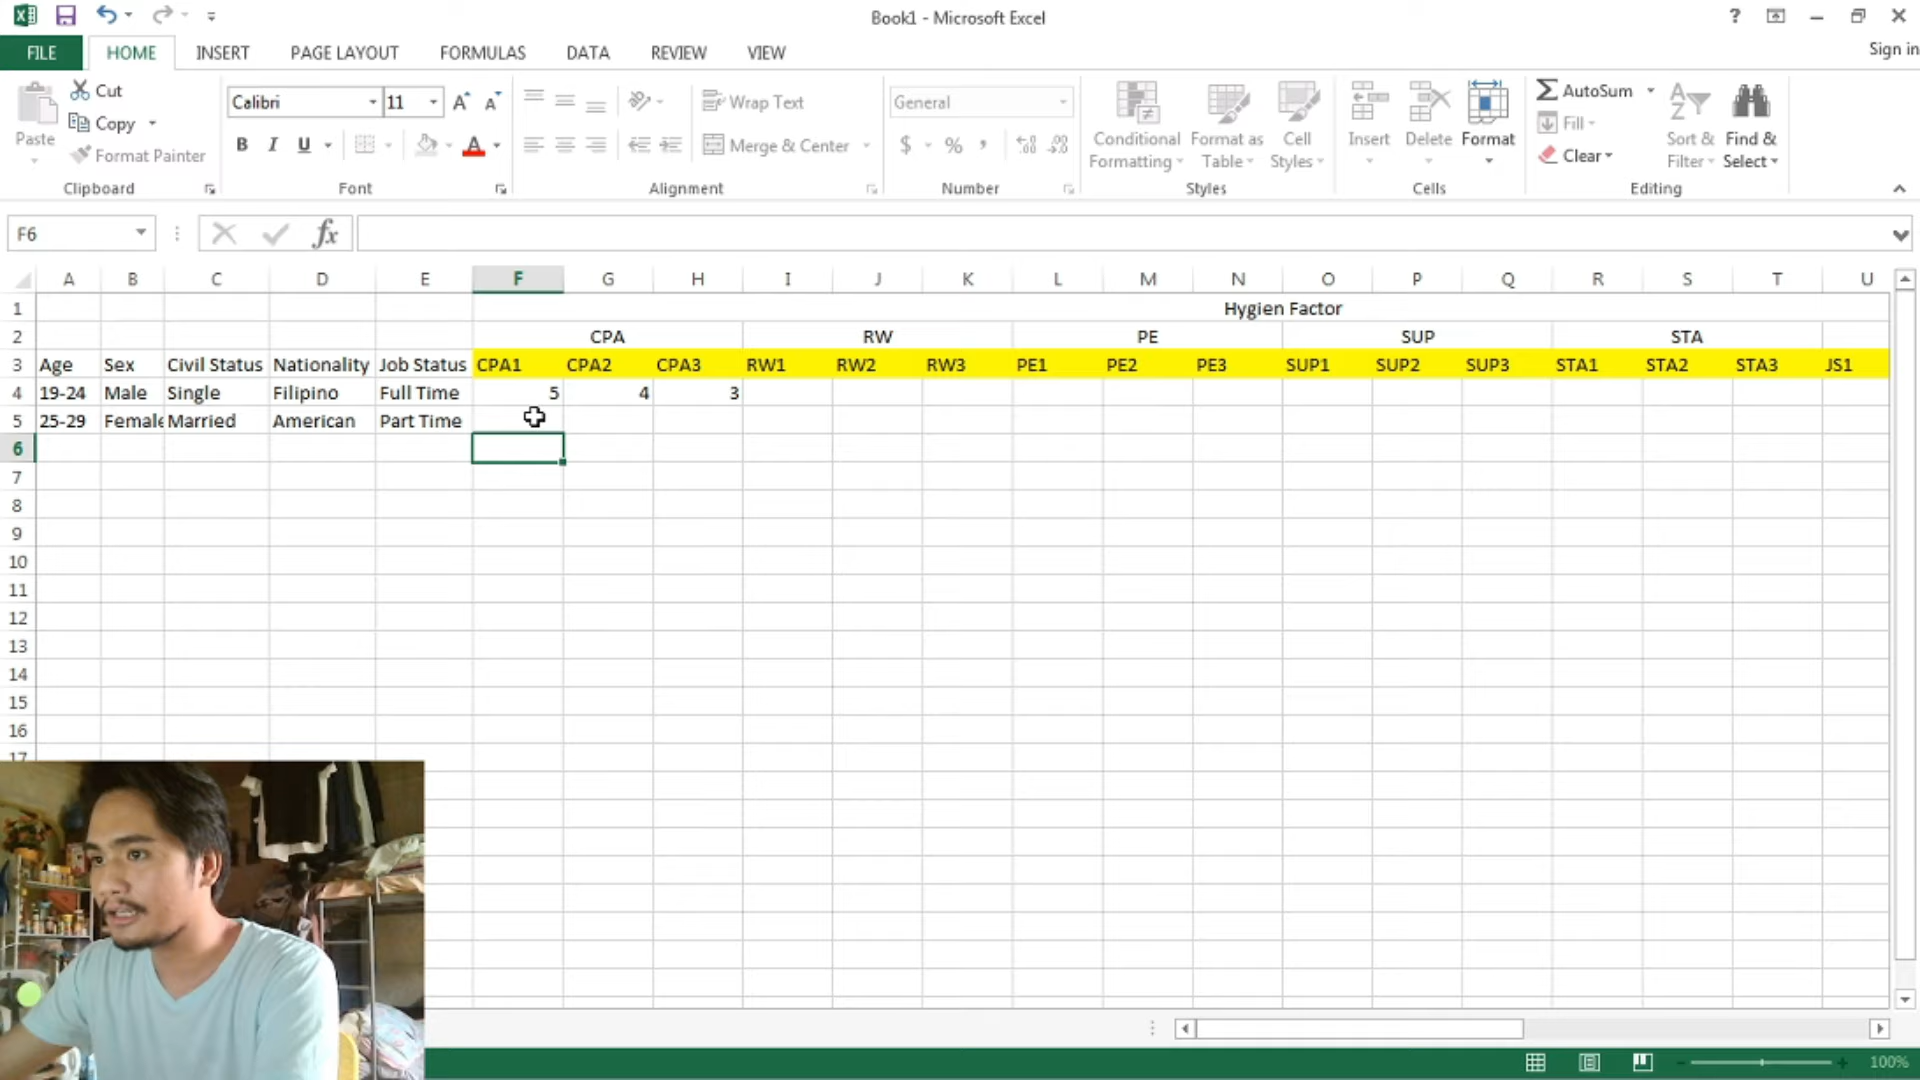 Book1 - Microsoft Excel
?
Sign in
FILE HOME INSERT PAGE LAYOUT FORMULAS DATA REVIEW VIEW
Paste
Cut
Copy
Format Painter
Clipboard
Calibri 11 A A
B I U A
Font
Wrap Text
Merge & Center
Alignment
General
$ % ,
Number
Conditional Formatting
Format as Table
Cell Styles
Styles
Insert Delete Format
Cells
AutoSum
Fill
Clear
Sort & Filter
Find & Select
Editing
F6 fx
A B C D E F G H I J K L M N O P Q R S T U
1 Hygien Factor
2 CPA RW PE SUP STA
3 Age Sex Civil Status Nationality Job Status CPA1 CPA2 CPA3 RW1 RW2 RW3 PE1 PE2 PE3 SUP1 SUP2 SUP3 STA1 STA2 STA3 JS1
4 19-24 Male Single Filipino Full Time 5 4 3
5 25-29 Female Married American Part Time
6
7
8
9
10
11
12
13
14
15
16
17
100%